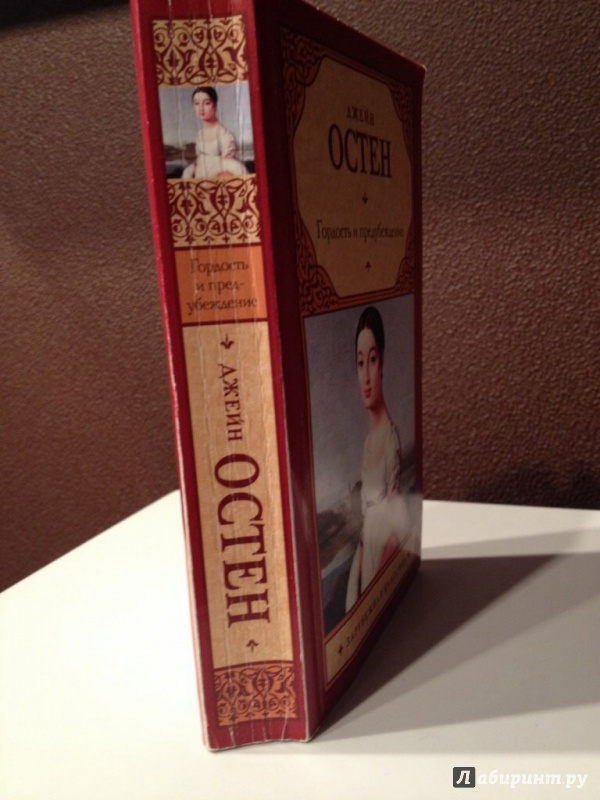 Гордость
и пред-
убеждение
ДЖЕЙН
ОСТЕН
ДЖЕЙН
ОСТЕН
Гордость и предубеждение
Лабиринт.ру